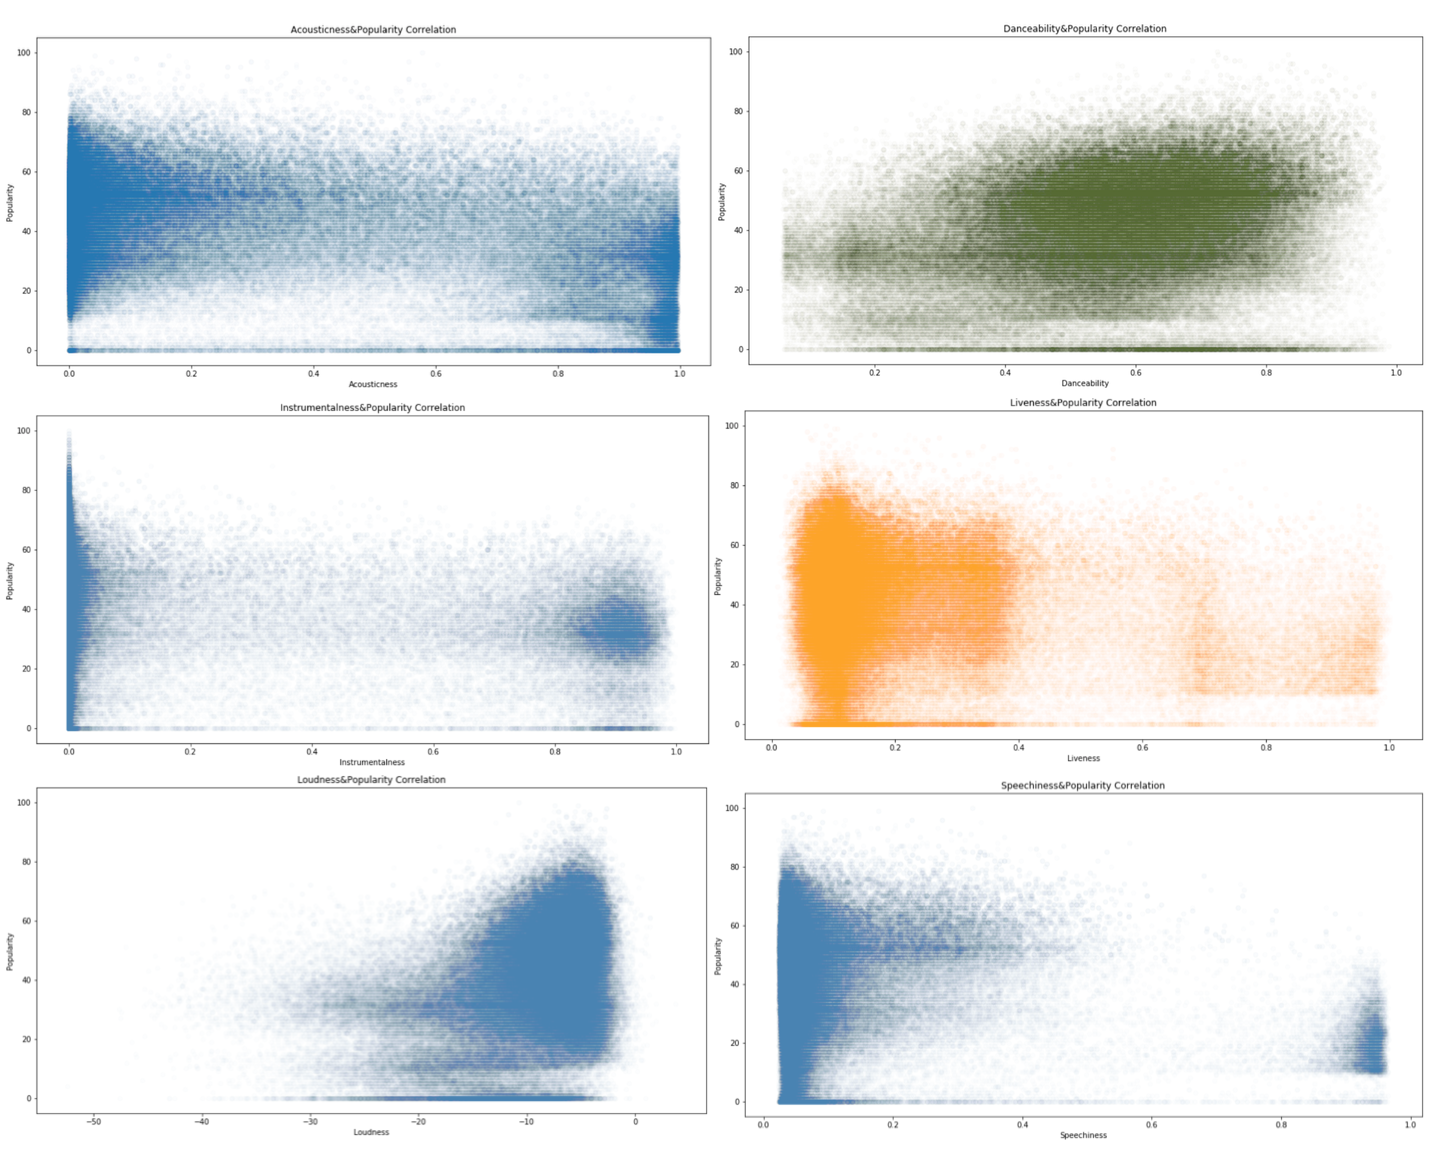 Acousticness&Popularity Correlation
100
80
60
40
20
0
Popularity
0.0 0.2 0.4 0.6 0.8 1.0
Acousticness
Danceability&Popularity Correlation
100
80
60
40
20
0
Popularity
0.2 0.4 0.6 0.8 1.0
Danceability
Instrumentalness&Popularity Correlation
100
80
60
40
20
0
Popularity
0.0 0.2 0.4 0.6 0.8 1.0
Instrumentalness
Liveness&Popularity Correlation
100
80
60
40
20
0
Popularity
0.0 0.2 0.4 0.6 0.8 1.0
Liveness
Loudness&Popularity Correlation
100
80
60
40
20
0
Popularity
−50 −40 −30 −20 −10 0
Loudness
Speechiness&Popularity Correlation
100
80
60
40
20
0
Popularity
0.0 0.2 0.4 0.6 0.8 1.0
Speechiness